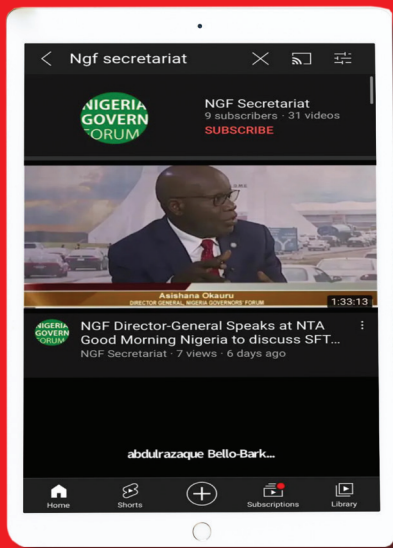 Ngf secretariat
NIGERIA
GOVERN
FORUM
NGF Secretariat
9 subscribers · 31 videos
SUBSCRIBE
Asishana Okauru
DIRECTOR GENERAL, NIGERIA GOVERNORS' FORUM
1:33:13
NIGERIA
GOVERN
FORUM
NGF Director-General Speaks at NTA
Good Morning Nigeria to discuss SFT...
NGF Secretariat · 7 views · 6 days ago
abdulrazaque Bello-Bark...
Home
Shorts
Subscriptions
Library